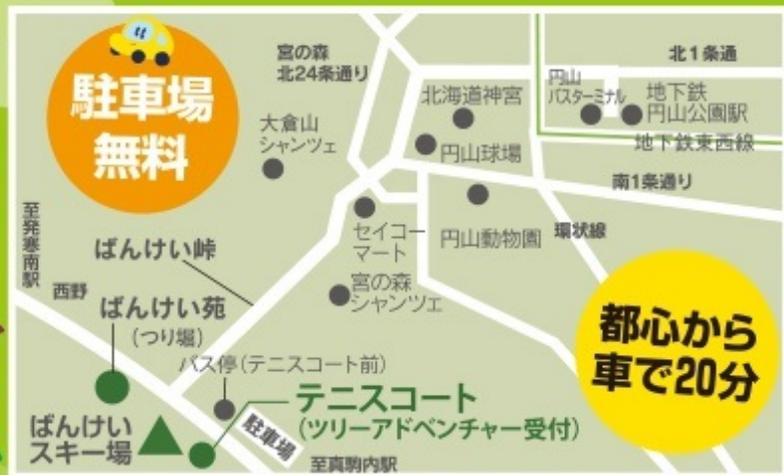 駐車場
無料
宮の森
北24条通り
北1条通
大倉山
シャンツェ
北海道神宮
円山
バスターミナル
地下鉄
円山公園駅
円山球場
地下鉄東西線
南1条通り
至発寒南駅
ばんけい峠
セイコー
マート
円山動物園
環状線
西野
ばんけい苑
(つり堀)
宮の森
シャンツェ
都心から
車で20分
バス停(テニスコート前)
テニスコート
(ツリーアドベンチャー受付)
ばんけい
スキー場
駐車場
至真駒内駅